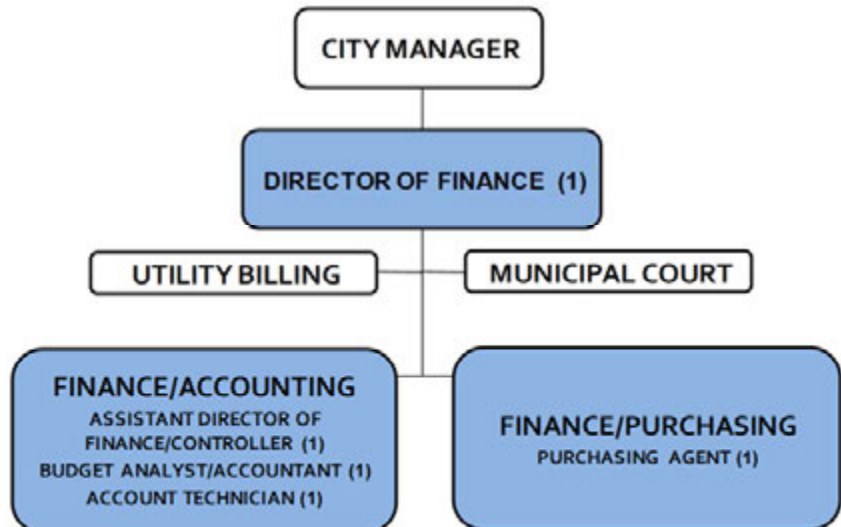 CITY MANAGER
DIRECTOR OF FINANCE (1)
UTILITY BILLING
MUNICIPAL COURT
FINANCE/ACCOUNTING
ASSISTANT DIRECTOR OF
FINANCE/CONTROLLER (1)
BUDGET ANALYST/ACCOUNTANT (1)
ACCOUNT TECHNICIAN (1)
FINANCE/PURCHASING
PURCHASING AGENT (1)